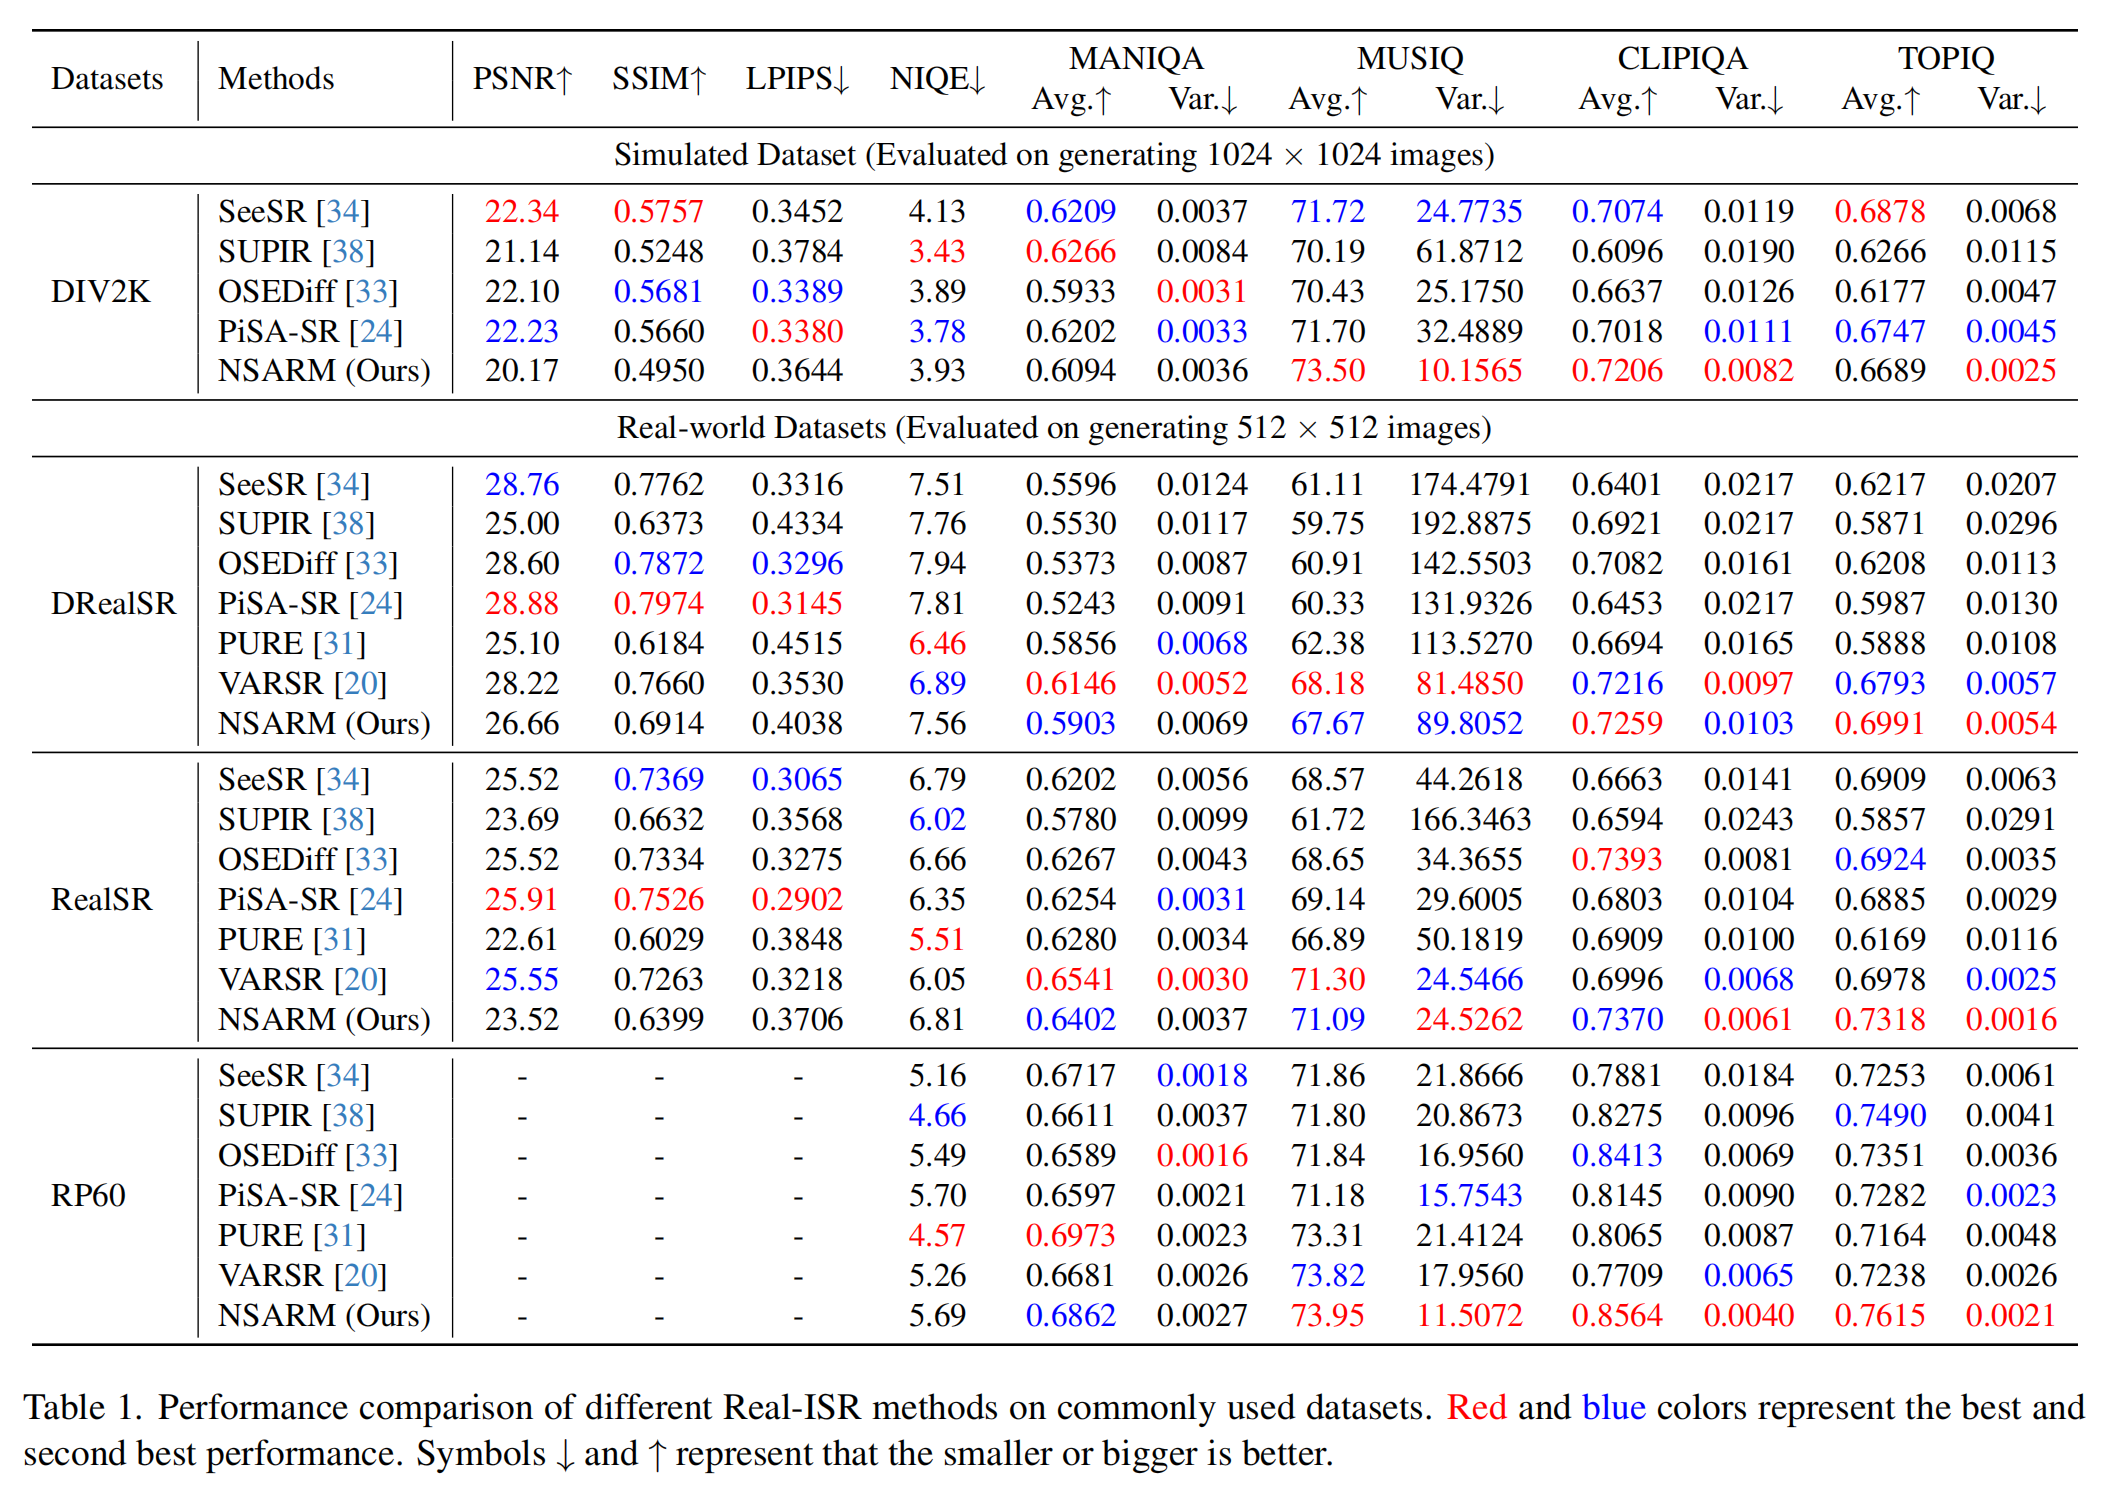 Datasets Methods PSNR↑ SSIM↑ LPIPS↓ NIQE↓ MANIQA MUSIQ CLIPIQA TOPIQ
Avg.↑ Var.↓ Avg.↑ Var.↓ Avg.↑ Var.↓ Avg.↑ Var.↓
Simulated Dataset (Evaluated on generating 1024 × 1024 images)
SeeSR [34] 22.34 0.5757 0.3452 4.13 0.6209 0.0037 71.72 24.7735 0.7074 0.0119 0.6878 0.0068
SUPIR [38] 21.14 0.5248 0.3784 3.43 0.6266 0.0084 70.19 61.8712 0.6096 0.0190 0.6266 0.0115
DIV2K OSEDiff [33] 22.10 0.5681 0.3389 3.89 0.5933 0.0031 70.43 25.1750 0.6637 0.0126 0.6177 0.0047
PiSA-SR [24] 22.23 0.5660 0.3380 3.78 0.6202 0.0033 71.70 32.4889 0.7018 0.0111 0.6747 0.0045
NSARM (Ours) 20.17 0.4950 0.3644 3.93 0.6094 0.0036 73.50 10.1565 0.7206 0.0082 0.6689 0.0025
Real-world Datasets (Evaluated on generating 512 × 512 images)
SeeSR [34] 28.76 0.7762 0.3316 7.51 0.5596 0.0124 61.11 174.4791 0.6401 0.0217 0.6217 0.0207
SUPIR [38] 25.00 0.6373 0.4334 7.76 0.5530 0.0117 59.75 192.8875 0.6921 0.0217 0.5871 0.0296
OSEDiff [33] 28.60 0.7872 0.3296 7.94 0.5373 0.0087 60.91 142.5503 0.7082 0.0161 0.6208 0.0113
DRealSR PiSA-SR [24] 28.88 0.7974 0.3145 7.81 0.5243 0.0091 60.33 131.9326 0.6453 0.0217 0.5987 0.0130
PURE [31] 25.10 0.6184 0.4515 6.46 0.5856 0.0068 62.38 113.5270 0.6694 0.0165 0.5888 0.0108
VARSR [20] 28.22 0.7660 0.3530 6.89 0.6146 0.0052 68.18 81.4850 0.7216 0.0097 0.6793 0.0057
NSARM (Ours) 26.66 0.6914 0.4038 7.56 0.5903 0.0069 67.67 89.8052 0.7259 0.0103 0.6991 0.0054
SeeSR [34] 25.52 0.7369 0.3065 6.79 0.6202 0.0056 68.57 44.2618 0.6663 0.0141 0.6909 0.0063
SUPIR [38] 23.69 0.6632 0.3568 6.02 0.5780 0.0099 61.72 166.3463 0.6594 0.0243 0.5857 0.0291
OSEDiff [33] 25.52 0.7334 0.3275 6.66 0.6267 0.0043 68.65 34.3655 0.7393 0.0081 0.6924 0.0035
RealSR PiSA-SR [24] 25.91 0.7526 0.2902 6.35 0.6254 0.0031 69.14 29.6005 0.6803 0.0104 0.6885 0.0029
PURE [31] 22.61 0.6029 0.3848 5.51 0.6280 0.0034 66.89 50.1819 0.6909 0.0100 0.6169 0.0116
VARSR [20] 25.55 0.7263 0.3218 6.05 0.6541 0.0030 71.30 24.5466 0.6996 0.0068 0.6978 0.0025
NSARM (Ours) 23.52 0.6399 0.3706 6.81 0.6402 0.0037 71.09 24.5262 0.7370 0.0061 0.7318 0.0016
SeeSR [34] - - - 5.16 0.6717 0.0018 71.86 21.8666 0.7881 0.0184 0.7253 0.0061
SUPIR [38] - - - 4.66 0.6611 0.0037 71.80 20.8673 0.8275 0.0096 0.7490 0.0041
OSEDiff [33] - - - 5.49 0.6589 0.0016 71.84 16.9560 0.8413 0.0069 0.7351 0.0036
RP60 PiSA-SR [24] - - - 5.70 0.6597 0.0021 71.18 15.7543 0.8145 0.0090 0.7282 0.0023
PURE [31] - - - 4.57 0.6973 0.0023 73.31 21.4124 0.8065 0.0087 0.7164 0.0048
VARSR [20] - - - 5.26 0.6681 0.0026 73.82 17.9560 0.7709 0.0065 0.7238 0.0026
NSARM (Ours) - - - 5.69 0.6862 0.0027 73.95 11.5072 0.8564 0.0040 0.7615 0.0021
Table 1. Performance comparison of different Real-ISR methods on commonly used datasets. Red and blue colors represent the best and
second best performance. Symbols ↓ and ↑ represent that the smaller or bigger is better.